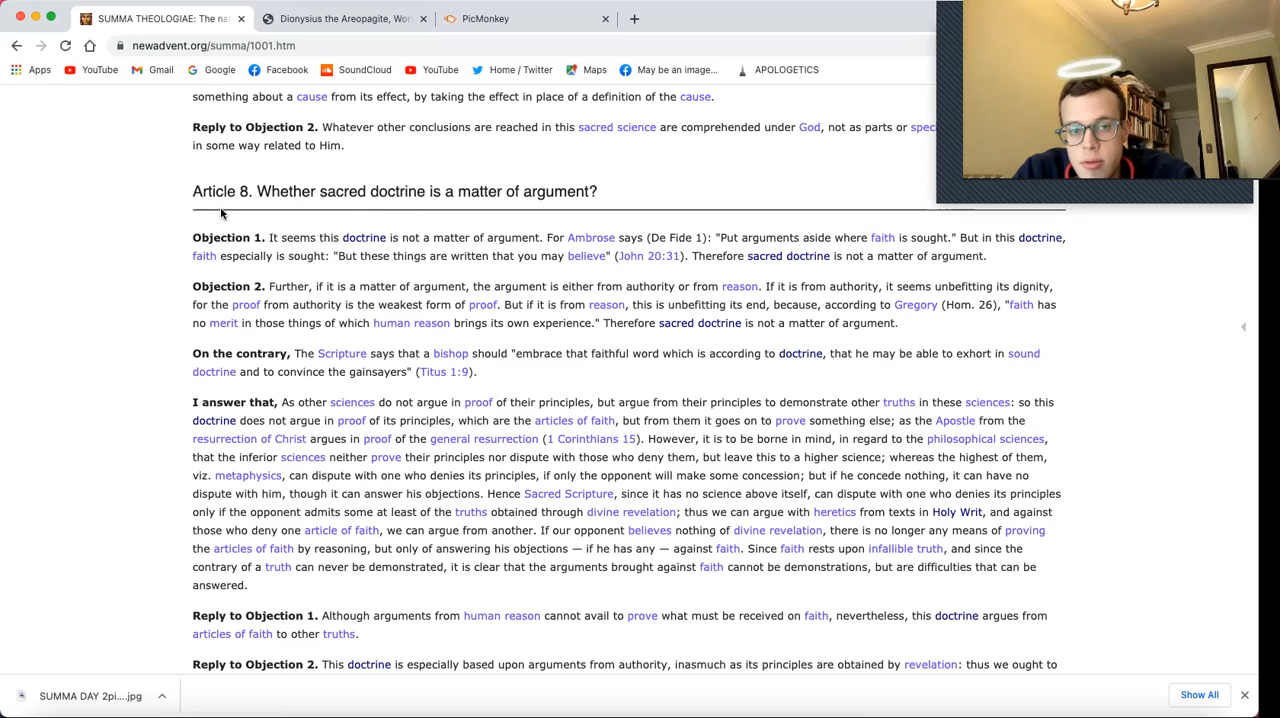 SUMMA THEOLOGIAE: The na
Dionysius the Areopagite, Wor
PicMonkey
newadvent.org/summa/1001.htm
Apps
YouTube
Gmail
Google
Facebook
SoundCloud
YouTube
Home / Twitter
Maps
May be an image...
APOLOGETICS
something about a cause from its effect, by taking the effect in place of a definition of the cause.
Reply to Objection 2. Whatever other conclusions are reached in this sacred science are comprehended under God, not as parts or spec
in some way related to Him.
Article 8. Whether sacred doctrine is a matter of argument?
Objection 1. It seems this doctrine is not a matter of argument. For Ambrose says (De Fide 1): "Put arguments aside where faith is sought." But in this doctrine,
faith especially is sought: "But these things are written that you may believe" (John 20:31). Therefore sacred doctrine is not a matter of argument.
Objection 2. Further, if it is a matter of argument, the argument is either from authority or from reason. If it is from authority, it seems unbefitting its dignity,
for the proof from authority is the weakest form of proof. But if it is from reason, this is unbefitting its end, because, according to Gregory (Hom. 26), "faith has
no merit in those things of which human reason brings its own experience." Therefore sacred doctrine is not a matter of argument.
On the contrary, The Scripture says that a bishop should "embrace that faithful word which is according to doctrine, that he may be able to exhort in sound
doctrine and to convince the gainsayers" (Titus 1:9).
I answer that, As other sciences do not argue in proof of their principles, but argue from their principles to demonstrate other truths in these sciences: so this
doctrine does not argue in proof of its principles, which are the articles of faith, but from them it goes on to prove something else; as the Apostle from the
resurrection of Christ argues in proof of the general resurrection (1 Corinthians 15). However, it is to be borne in mind, in regard to the philosophical sciences,
that the inferior sciences neither prove their principles nor dispute with those who deny them, but leave this to a higher science; whereas the highest of them,
viz. metaphysics, can dispute with one who denies its principles, if only the opponent will make some concession; but if he concede nothing, it can have no
dispute with him, though it can answer his objections. Hence Sacred Scripture, since it has no science above itself, can dispute with one who denies its principles
only if the opponent admits some at least of the truths obtained through divine revelation; thus we can argue with heretics from texts in Holy Writ, and against
those who deny one article of faith, we can argue from another. If our opponent believes nothing of divine revelation, there is no longer any means of proving
the articles of faith by reasoning, but only of answering his objections — if he has any — against faith. Since faith rests upon infallible truth, and since the
contrary of a truth can never be demonstrated, it is clear that the arguments brought against faith cannot be demonstrations, but are difficulties that can be
answered.
Reply to Objection 1. Although arguments from human reason cannot avail to prove what must be received on faith, nevertheless, this doctrine argues from
articles of faith to other truths.
Reply to Objection 2. This doctrine is especially based upon arguments from authority, inasmuch as its principles are obtained by revelation: thus we ought to
SUMMA DAY 2pi....jpg
Show All